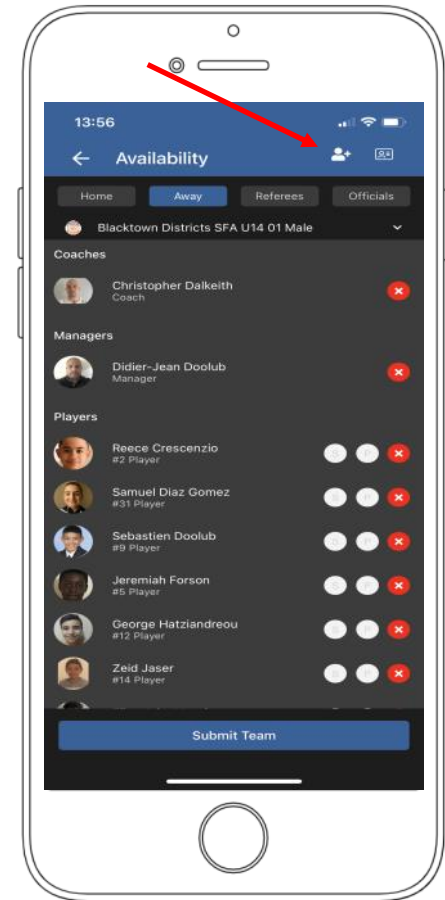 13:56
Availability
Home Away Referees Officials
Blacktown Districts SFA U14 01 Male
Coaches
Christopher Dalkeith
Coach
Managers
Didier-Jean Doolub
Manager
Players
Reece Crescenzio
#2 Player
S P
Samuel Diaz Gomez
#31 Player
S P
Sebastien Doolub
#9 Player
S P
Jeremiah Forson
#5 Player
S P
George Hatziandreou
#12 Player
S P
Zeid Jaser
#14 Player
S P
Submit Team